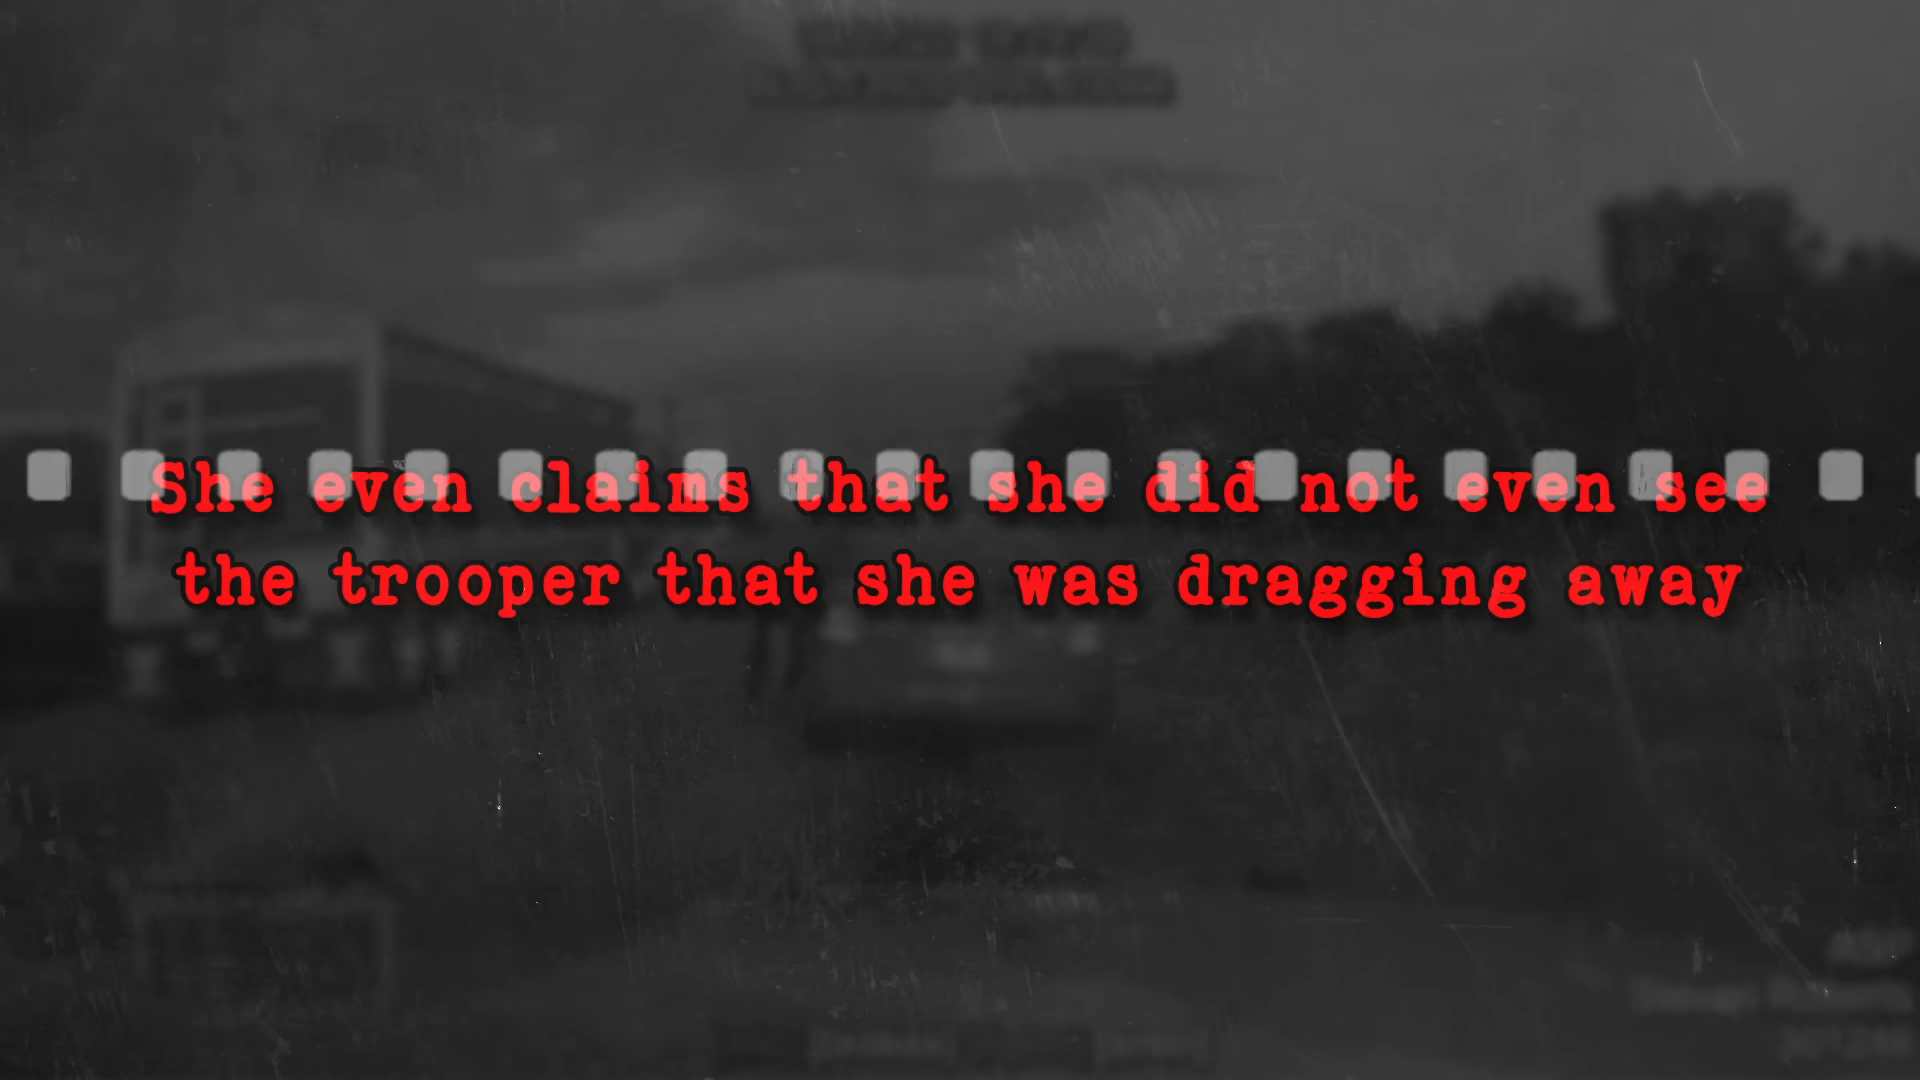 She even claims that she did not even see
the trooper that she was dragging away